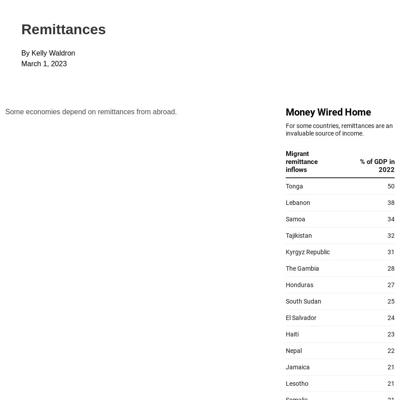 Remittances
By Kelly Waldron
March 1, 2023
Some economies depend on remittances from abroad.
Money Wired Home
For some countries, remittances are an
invaluable source of income.
Migrant
remittance
inflows
% of GDP in
2022
Tonga 50
Lebanon 38
Samoa 34
Tajikistan 32
Kyrgyz Republic 31
The Gambia 28
Honduras 27
South Sudan 25
El Salvador 24
Haiti 23
Nepal 22
Jamaica 21
Lesotho 21
Somalia 21